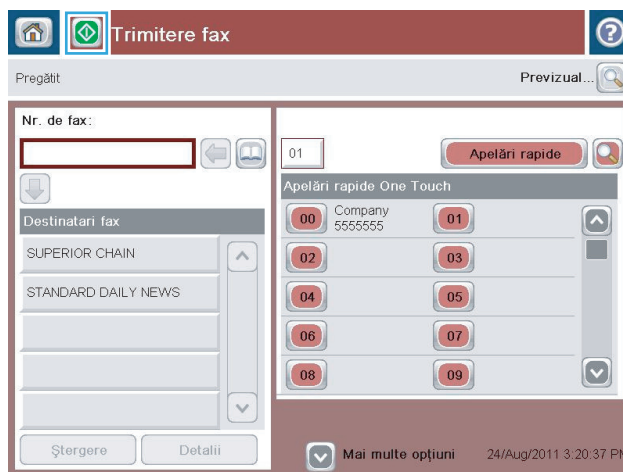 Trimitere fax
?
Pregătit
Previzual...
Nr. de fax:
01
Apelări rapide
Destinatari fax
SUPERIOR CHAIN
STANDARD DAILY NEWS
Ștergere
Detalii
Apelări rapide One Touch
00
Company
5555555
01
02
03
04
05
06
07
08
09
Mai multe opțiuni
24/Aug/2011 3:20:37 PM